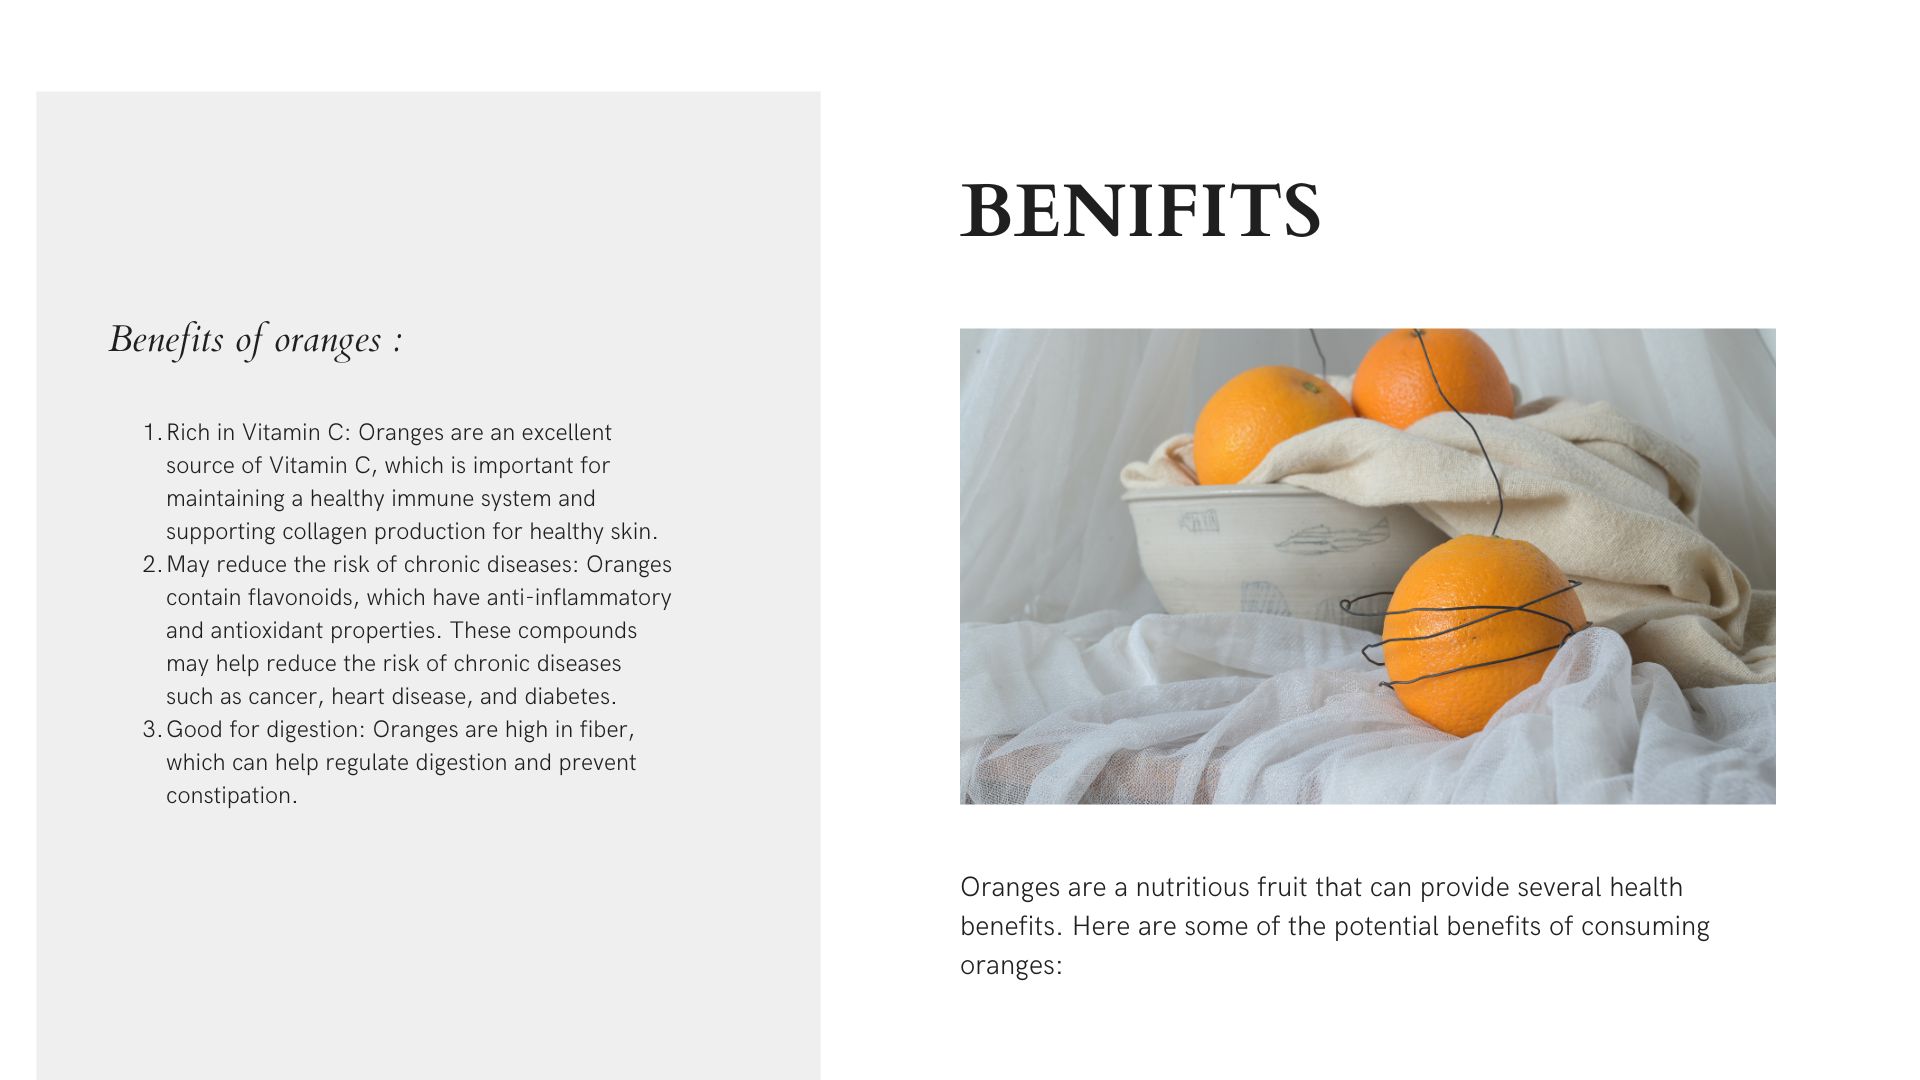 Benefits of oranges :
1. Rich in Vitamin C: Oranges are an excellent
source of Vitamin C, which is important for
maintaining a healthy immune system and
supporting collagen production for healthy skin.
2. May reduce the risk of chronic diseases: Oranges
contain flavonoids, which have anti-inflammatory
and antioxidant properties. These compounds
may help reduce the risk of chronic diseases
such as cancer, heart disease, and diabetes.
3. Good for digestion: Oranges are high in fiber,
which can help regulate digestion and prevent
constipation.
BENIFITS
Oranges are a nutritious fruit that can provide several health
benefits. Here are some of the potential benefits of consuming
oranges: